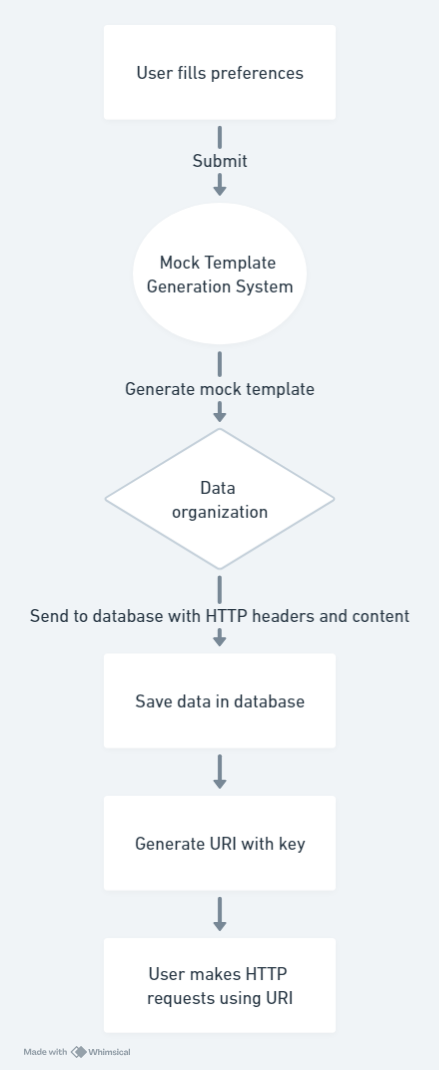 User fills preferences
Submit
Mock Template
Generation System
Generate mock template
Data
organization
Send to database with HTTP headers and content
Save data in database
Generate URI with key
User makes HTTP
requests using URI
Made with Whimsical